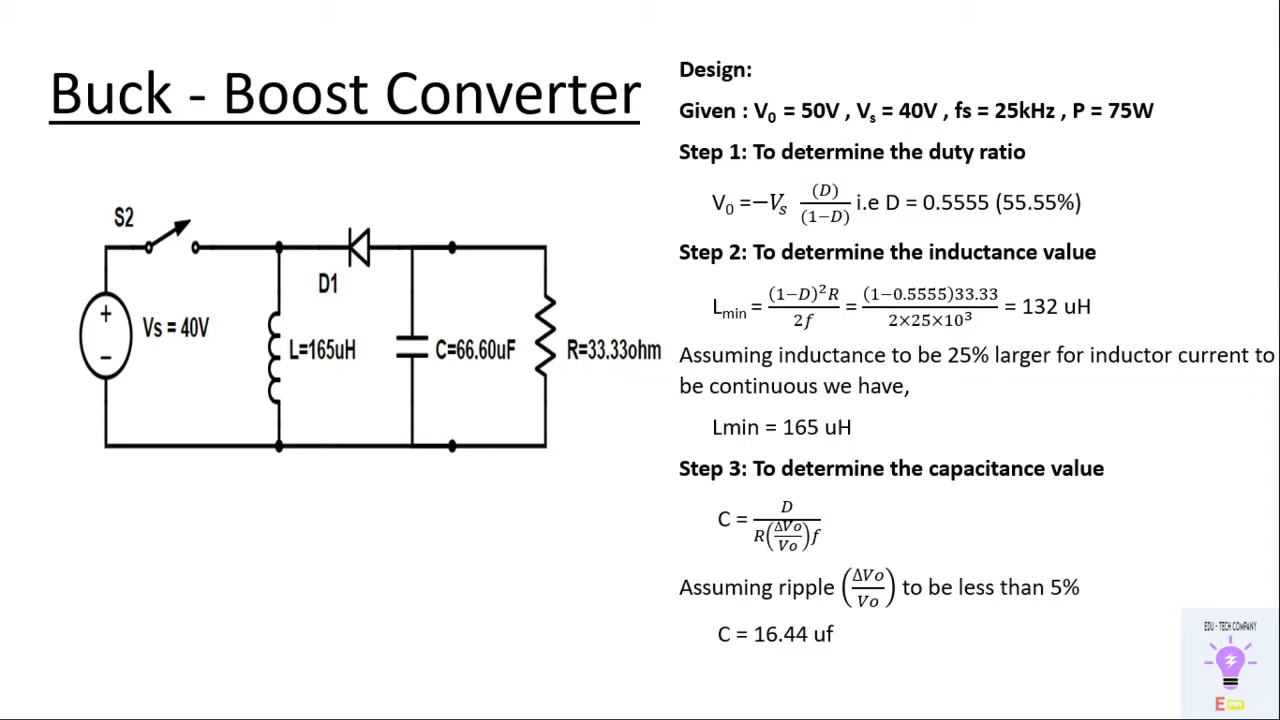 Buck - Boost Converter
S2
D1
+
−
Vs = 40V
L=165uH
C=66.60uF
R=33.33ohm
Design:
Given : V₀ = 50V , Vₛ = 40V , fs = 25kHz , P = 75W
Step 1: To determine the duty ratio
V₀ =−Vₛ (D)/(1−D) i.e D = 0.5555 (55.55%)
Step 2: To determine the inductance value
Lmin = (1−D)²R/2f = (1−0.5555)33.33/2×25×10³ = 132 uH
Assuming inductance to be 25% larger for inductor current to
be continuous we have,
Lmin = 165 uH
Step 3: To determine the capacitance value
C = D/R(ΔVo/Vo)f
Assuming ripple (ΔVo/Vo) to be less than 5%
C = 16.44 uf
EDU - TECH COMPANY
E